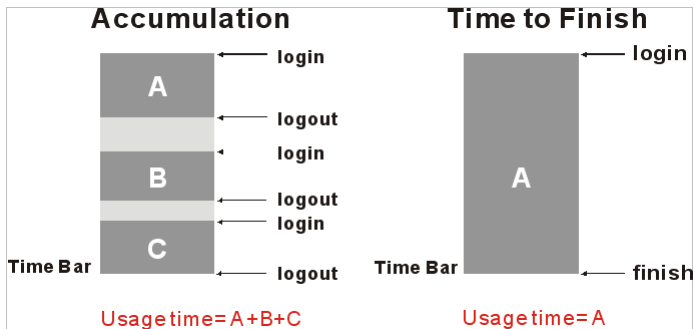 Accumulation
login
A
logout
login
B
logout
login
C
Time Bar
logout
Usage time= A+B+C
Time to Finish
login
A
Time Bar
finish
Usage time= A